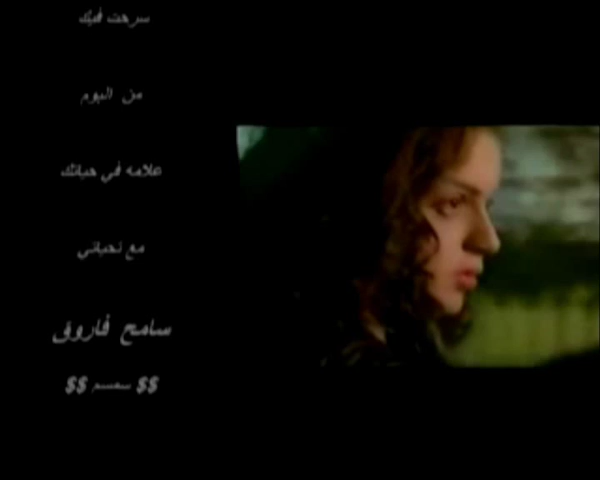 سرحت فيك
من اليوم
علامه في حياتك
مع تحياتي
سامح فاروق
$$ سمسم $$